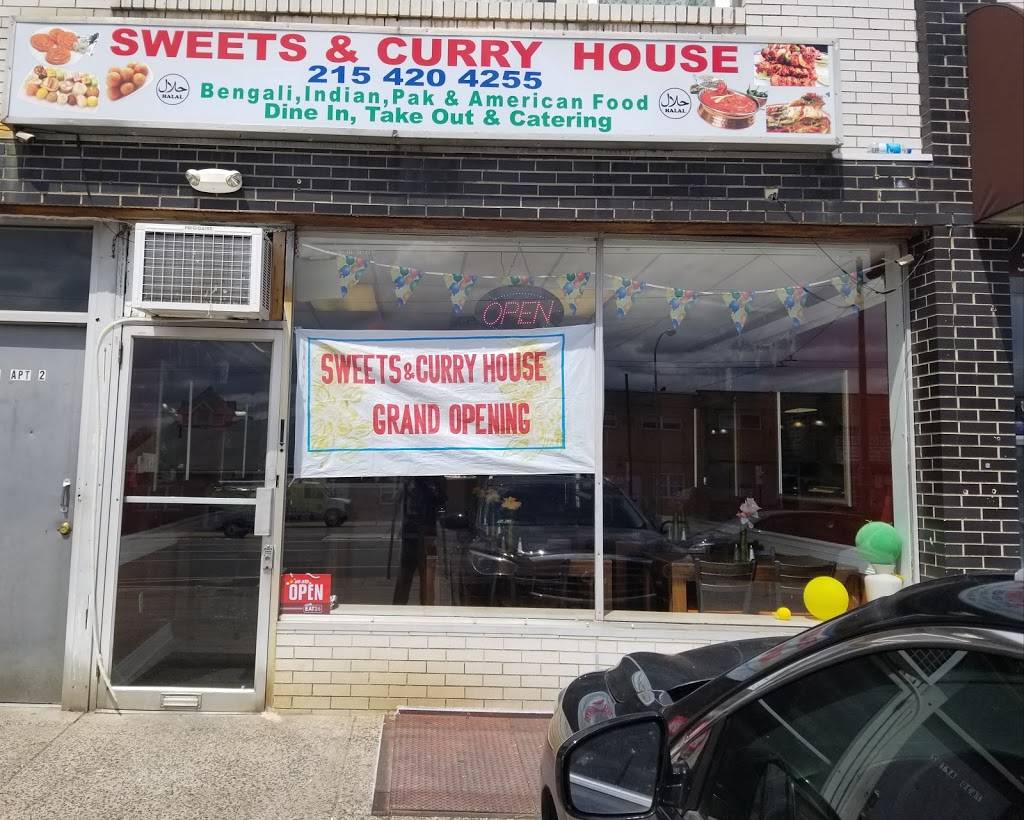 SWEETS & CURRY HOUSE
215 420 4255
حلال
HALAL
Bengali, Indian, Pak & American Food
حلال
HALAL
Dine In, Take Out & Catering
APT 2
OPEN
SWEETS & CURRY HOUSE
GRAND OPENING
OPEN